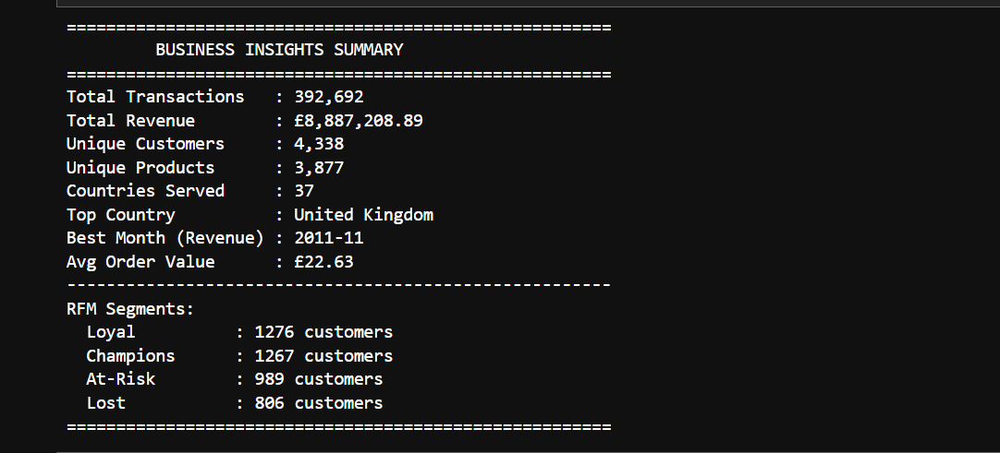 =======================================================
BUSINESS INSIGHTS SUMMARY
=======================================================
Total Transactions   : 392,692
Total Revenue        : £8,887,208.89
Unique Customers     : 4,338
Unique Products      : 3,877
Countries Served     : 37
Top Country          : United Kingdom
Best Month (Revenue) : 2011-11
Avg Order Value      : £22.63
-------------------------------------------------------
RFM Segments:
  Loyal          : 1276 customers
  Champions      : 1267 customers
  At-Risk        : 989 customers
  Lost           : 806 customers
=======================================================